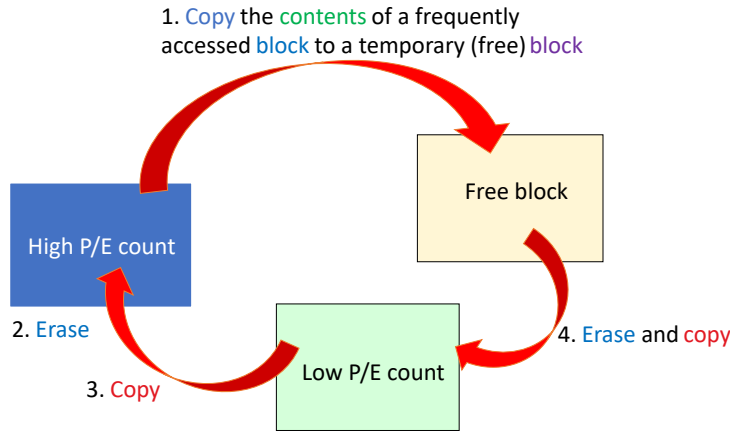 1. Copy the contents of a frequently
accessed block to a temporary (free) block
Free block
High P/E count
2. Erase
4. Erase and copy
Low P/E count
3. Copy